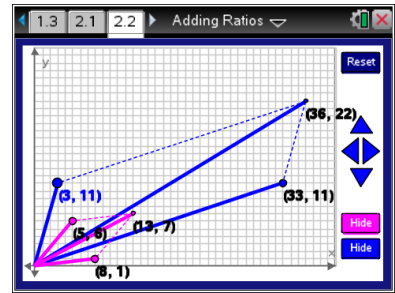 1.3 2.1 2.2 Adding Ratios
Reset
y
(36, 22)
(3, 11)
(33, 11)
(5, 6)
(13, 7)
x
Hide
(8, 1)
Hide